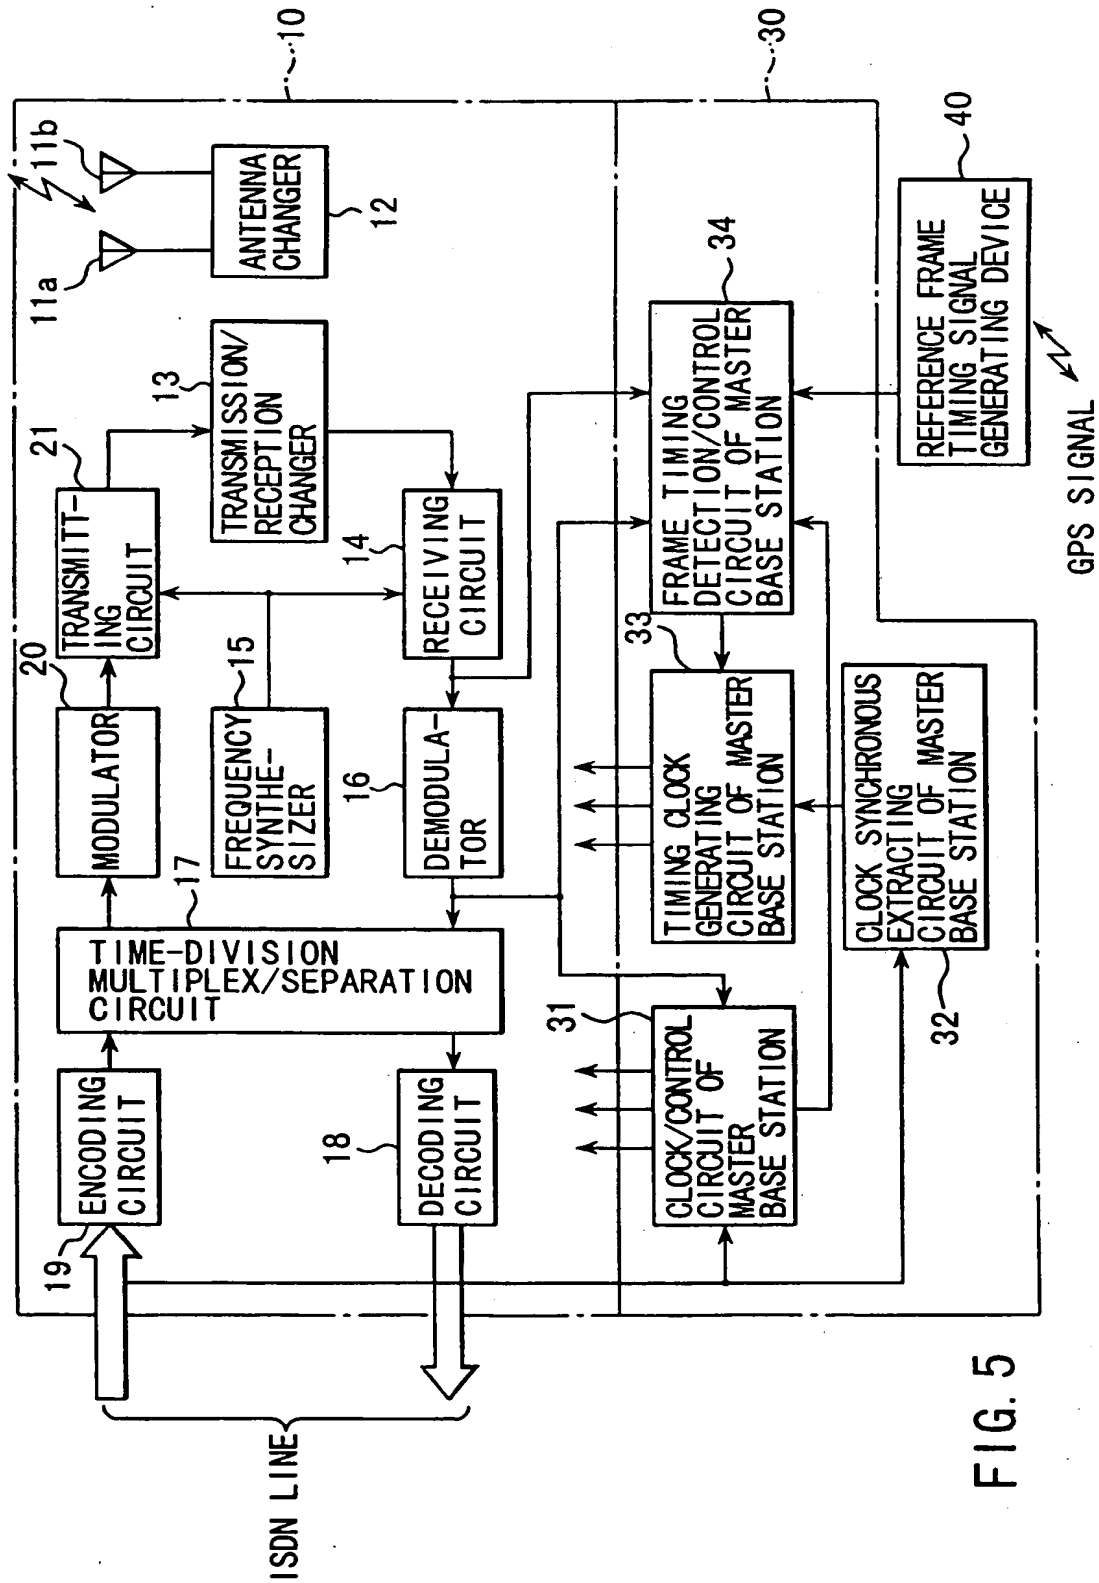 10
30
11b
11a
ANTENNA
CHANGER
12
13
TRANSMISSION/
RECEPTION
CHANGER
21
TRANSMITT-
ING
CIRCUIT
14
RECEIVING
CIRCUIT
20
MODULATOR
15
FREQUENCY
SYNTHE-
SIZER
16
DEMODULA-
TOR
17
TIME-DIVISION
MULTIPLEX/SEPARATION
CIRCUIT
19
ENCODING
CIRCUIT
18
DECODING
CIRCUIT
ISDN LINE
34
FRAME TIMING
DETECTION/CONTROL
CIRCUIT OF MASTER
BASE STATION
33
TIMING CLOCK
GENERATING
CIRCUIT OF MASTER
BASE STATION
31
CLOCK/CONTROL
CIRCUIT OF
MASTER
BASE STATION
32
CLOCK SYNCHRONOUS
EXTRACTING
CIRCUIT OF MASTER
BASE STATION
40
REFERENCE FRAME
TIMING SIGNAL
GENERATING DEVICE
GPS SIGNAL
FIG. 5